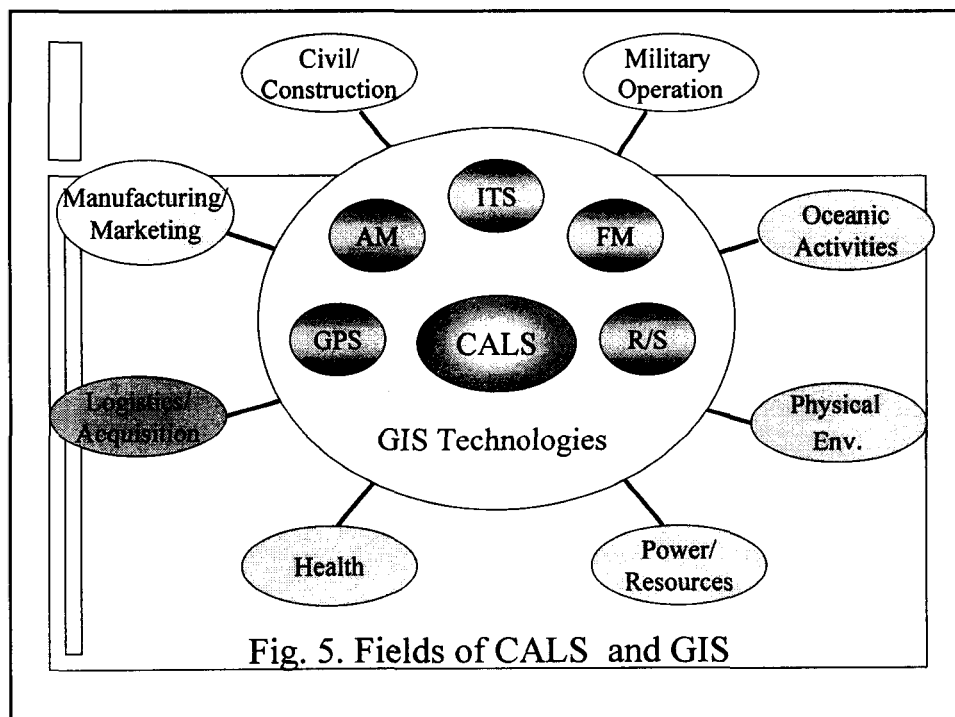 Civil/
Construction
Military
Operation
Manufacturing/
Marketing
ITS
AM
FM
Oceanic
Activities
GPS
CALS
R/S
Logistics/
Acquisition
Physical
Env.
GIS Technologies
Health
Power/
Resources
Fig. 5. Fields of CALS and GIS